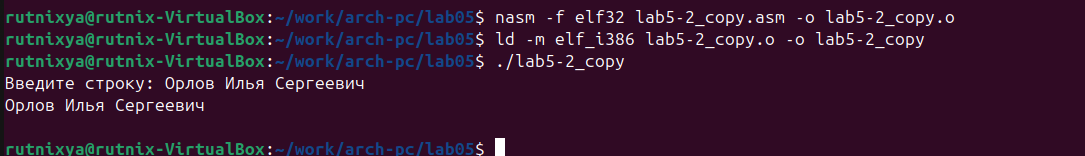 rutnixya@rutnix-VirtualBox:~/work/arch-pc/lab05$ nasm -f elf32 lab5-2_copy.asm -o lab5-2_copy.o
rutnixya@rutnix-VirtualBox:~/work/arch-pc/lab05$ ld -m elf_i386 lab5-2_copy.o -o lab5-2_copy
rutnixya@rutnix-VirtualBox:~/work/arch-pc/lab05$ ./lab5-2_copy
Введите строку: Орлов Илья Сергеевич
Орлов Илья Сергеевич
rutnixya@rutnix-VirtualBox:~/work/arch-pc/lab05$